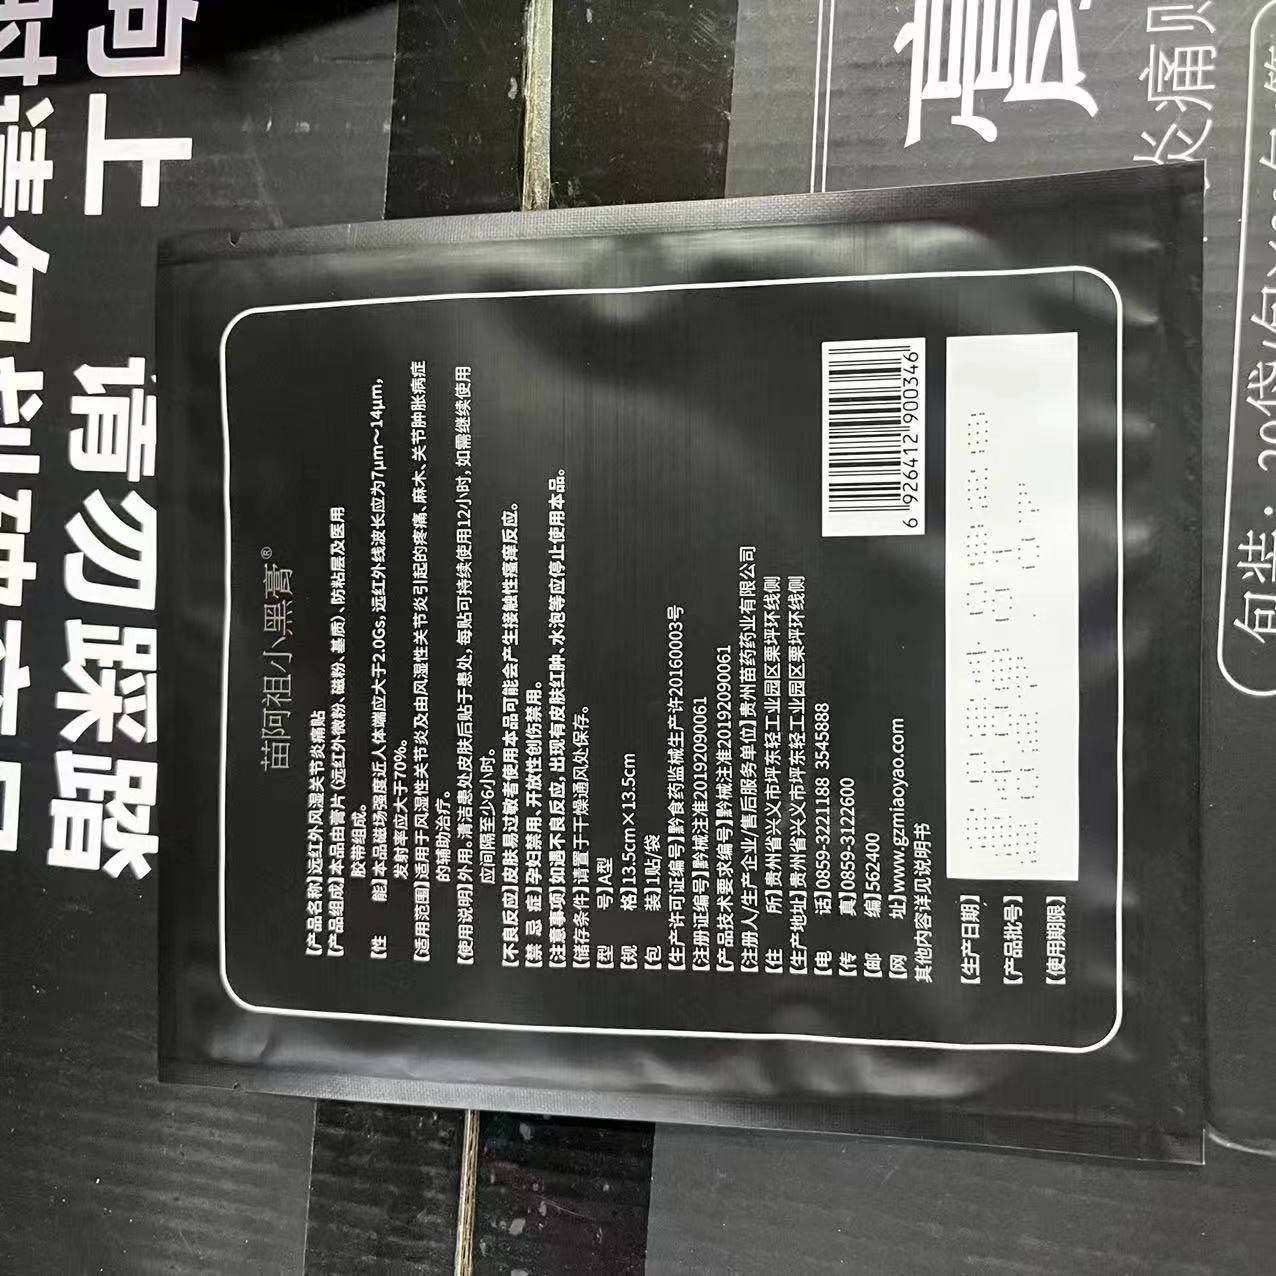 苗阿祖小黑膏®
【产品名称】远红外风湿关节炎痛贴
【产品组成】本品由膏片(远红外微粉、磁粉、基质)、防粘层及医用
胶带组成。
【性 能】本品磁场强度近人体端应大于2.0Gs,远红外线波长应为7μm~14μm,
发射率应大于70%。
【适用范围】适用于风湿性关节炎及由风湿性关节炎引起的疼痛、麻木、关节肿胀病症
的辅助治疗。
【使用说明】外用。清洁患处皮肤后贴于患处,每贴可持续使用12小时,如需继续使用
应间隔至少6小时。
【不良反应】皮肤易过敏者使用本品可能会产生接触性瘙痒反应。
【禁 忌 症】孕妇禁用、开放性创伤禁用。
【注意事项】如遇不良反应,出现有皮肤红肿、水泡等应停止使用本品。
【储存条件】请置于干燥通风处保存。
【型 号】A型
【规 格】13.5cm×13.5cm
【包 装】1贴/袋
【生产许可证编号】黔食药监械生产许20160003号
【注册证编号】黔械注准20192090061
【产品技术要求编号】黔械注准20192090061
【注册人/生产企业/售后服务单位】贵州苗药药业有限公司
【住 所】贵州省兴义市坪东轻工业园区栗坪环线侧
【生产地址】贵州省兴义市坪东轻工业园区栗坪环线侧
【电 话】0859-3221188 3545888
【传 真】0859-3122600
【邮 编】562400
【网 址】www.gzmiaoyao.com
其他内容详见说明书
6 926412 900346
【生产日期】
【产品批号】
【使用期限】
向上
请勿踩踏